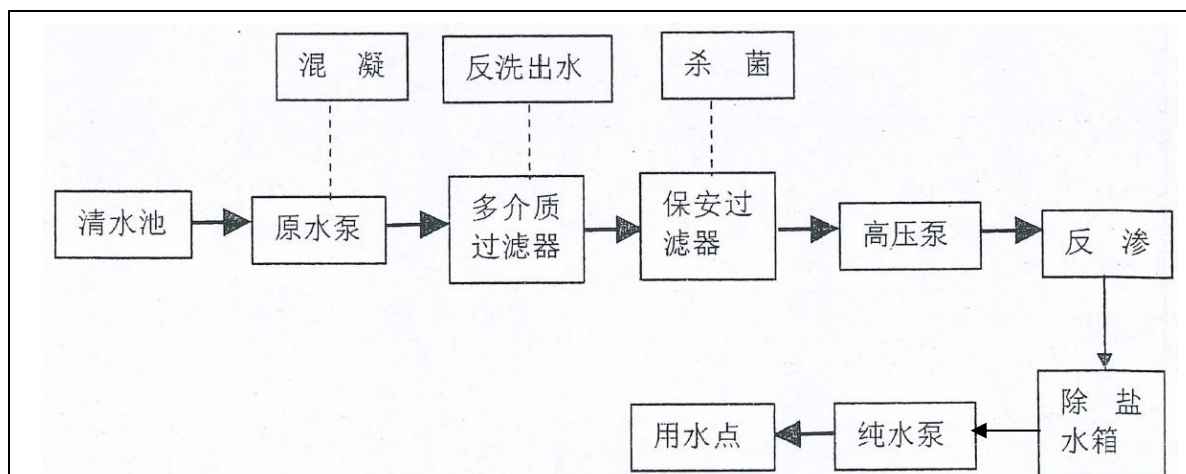 混 凝
反洗出水
杀 菌
清水池
原水泵
多介质
过滤器
保安过
滤器
高压泵
反 渗
除 盐
水箱
纯水泵
用水点